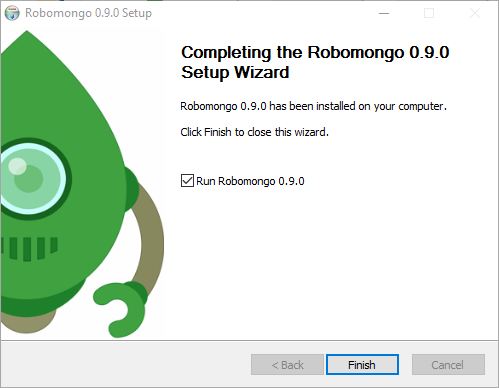 Robomongo 0.9.0 Setup
Completing the Robomongo 0.9.0
Setup Wizard
Robomongo 0.9.0 has been installed on your computer.
Click Finish to close this wizard.
Run Robomongo 0.9.0
< Back
Finish
Cancel